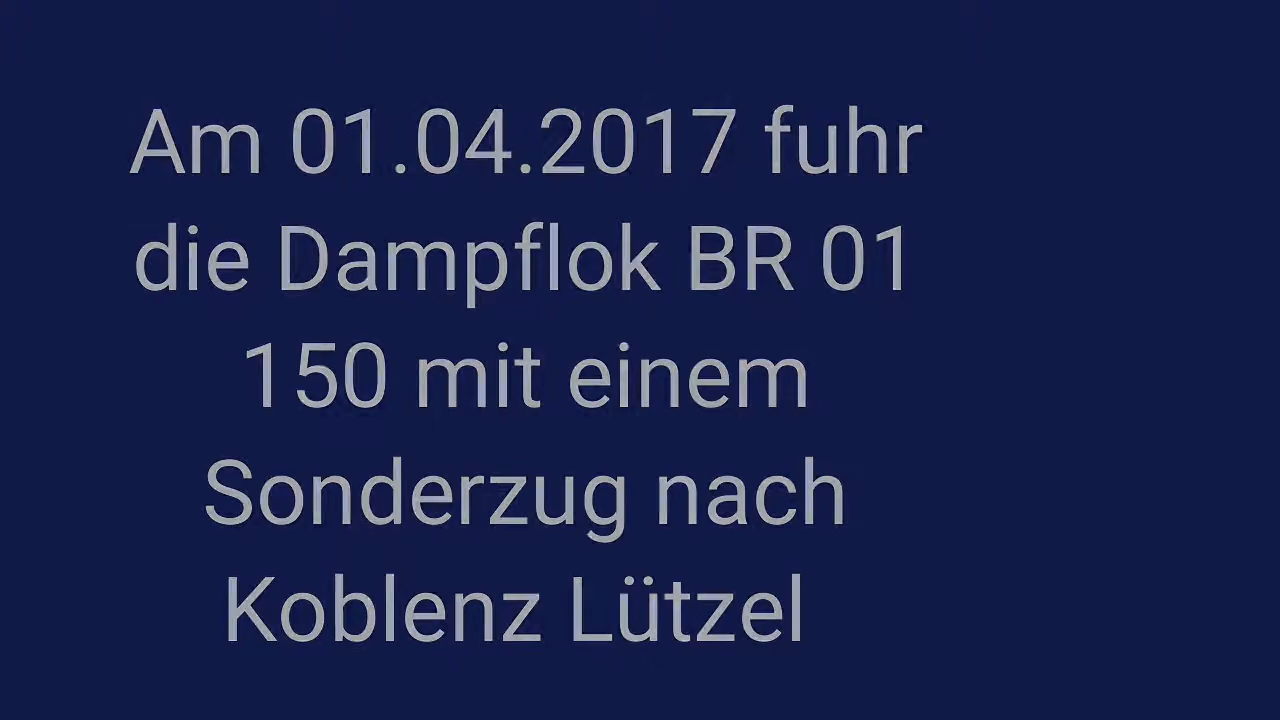 Am 01.04.2017 fuhr
die Dampflok BR 01
150 mit einem
Sonderzug nach
Koblenz Lützel